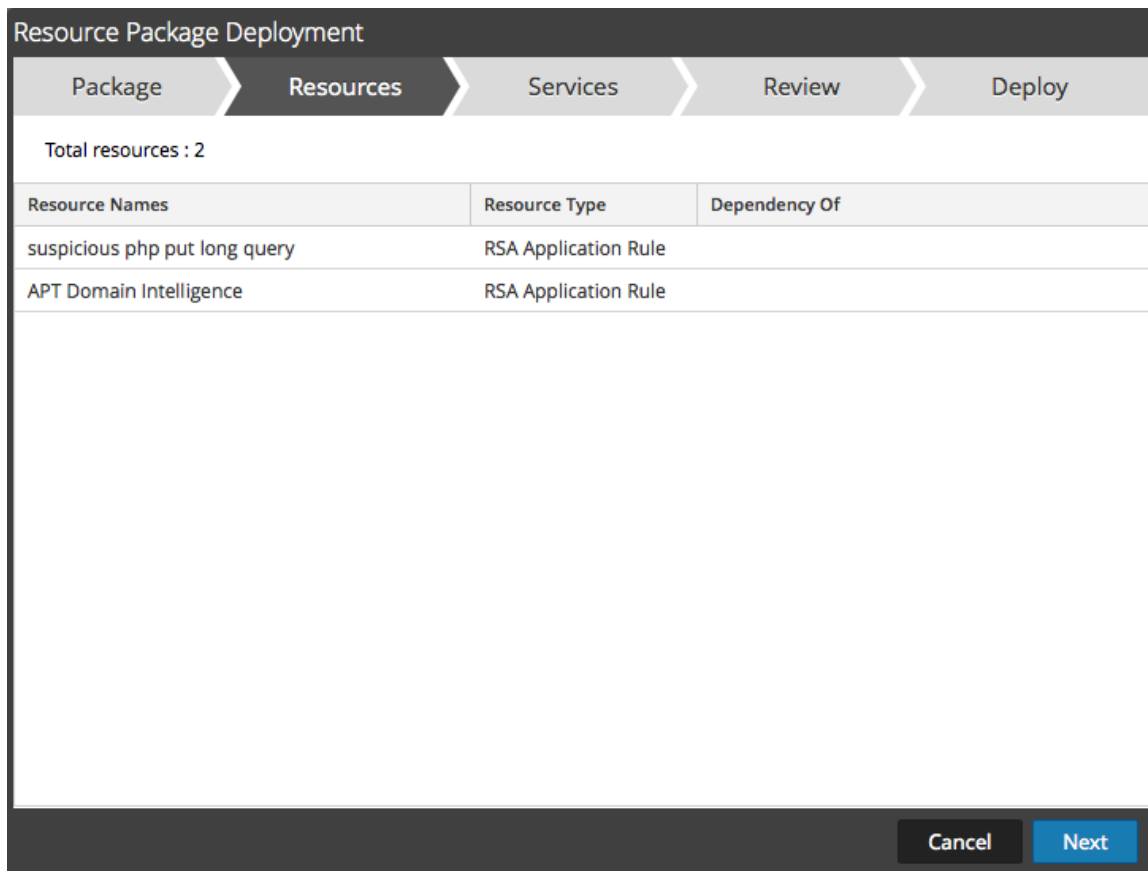 Resource Package Deployment
Package Resources Services Review Deploy
Total resources : 2
Resource Names Resource Type Dependency Of
suspicious php put long query RSA Application Rule
APT Domain Intelligence RSA Application Rule
Cancel Next